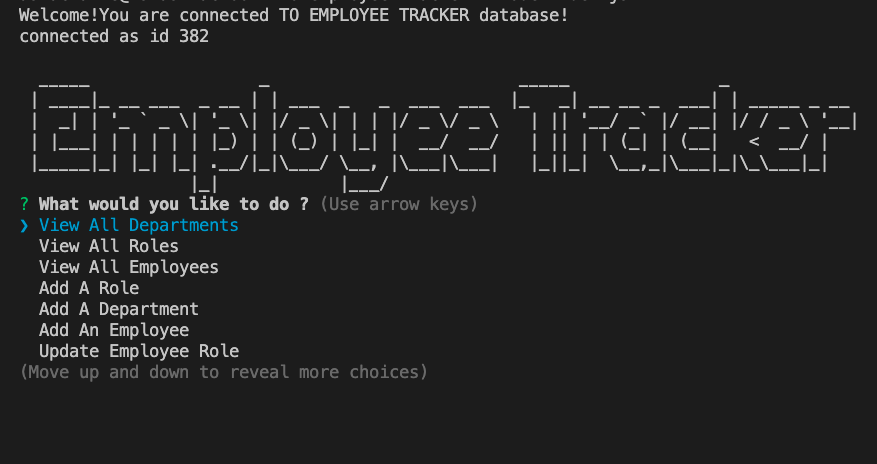 Welcome!You are connected TO EMPLOYEE TRACKER database!
connected as id 382
Employee Tracker
? What would you like to do ? (Use arrow keys)
❯ View All Departments
View All Roles
View All Employees
Add A Role
Add A Department
Add An Employee
Update Employee Role
(Move up and down to reveal more choices)